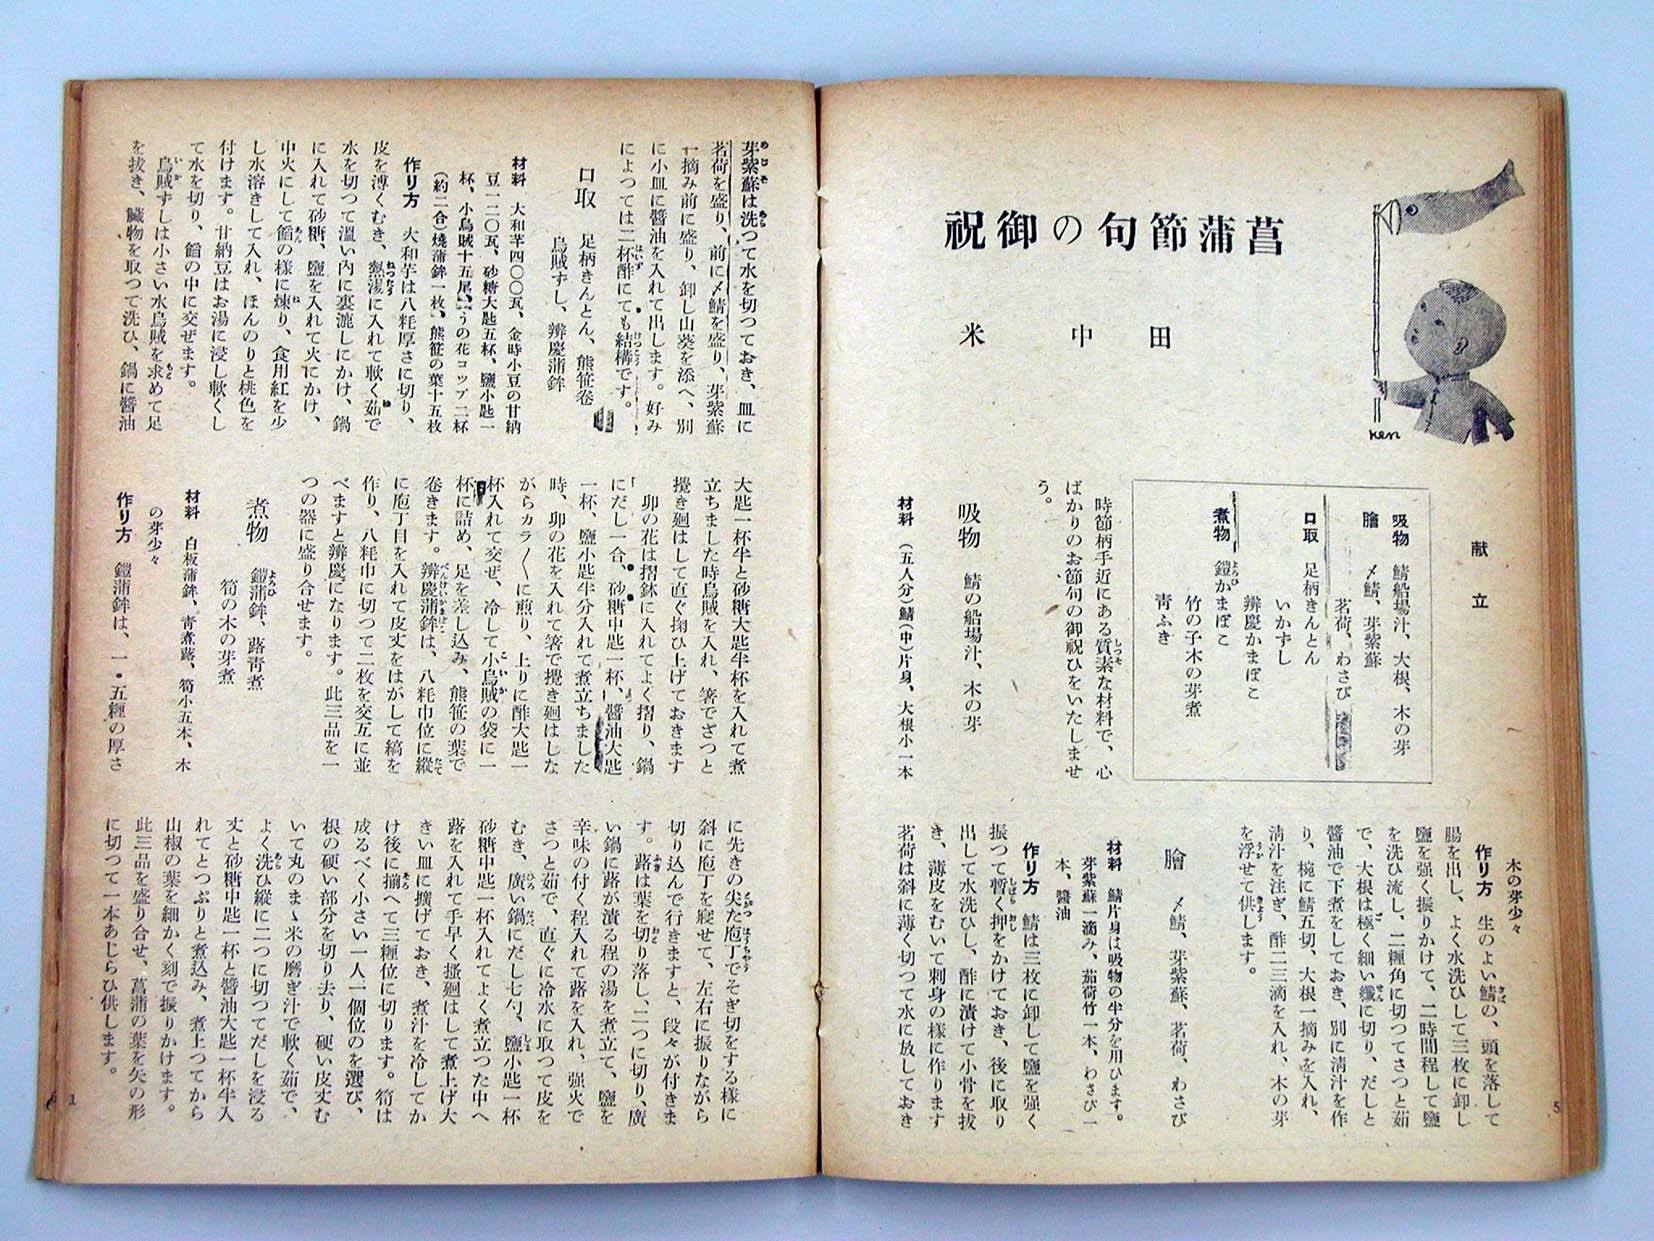 菖蒲節句の御祝
田中米
ken
献立
吸物 鯖船場汁、大根、木の芽
膾 〆鯖、芽紫蘇
茗荷、わさび
口取 足柄きんとん
いかずし
辨慶かまぼこ
煮物 鎧かまぼこ
竹の子木の芽煮
靑ふき
時節柄手近にある質素な材料で、心
ばかりのお節句の御祝ひをいたしませ
う。
吸物 鯖の船場汁、木の芽
材料 (五人分)鯖(中)片身、大根小一本
木の芽少々
作り方 生のよい鯖の、頭を落して
腸を出し、よく水洗ひして三枚に卸し
鹽を強く振りかけて、二時間程して鹽
を洗ひ流し、二糎角に切つてさつと茹
で、大根は極く細い纎に切り、だしと
醬油で下煮をしておき、別に淸汁を作
り、椀に鯖五切、大根一摘みを入れ、
淸汁を注ぎ、酢二三滴を入れ、木の芽
を浮かせて供します。
膾 〆鯖、芽紫蘇、茗荷、わさび
材料 鯖片身は吸物の半分を用ひます。
芽紫蘇一摘み、茄荷竹一本、わさび一
本、醬油
作り方 鯖は三枚に卸して鹽を強く
振つて暫く押をかけておき、後に取り
出して水洗ひし、酢に漬けて小骨を拔
き、薄皮をむいて刺身の樣に作ります
茗荷は斜に薄く切つて水に放しておき
5
芽紫蘇は洗つて水を切つておき、皿に
茗荷を盛り、前に〆鯖を盛り、芽紫蘇
一摘み前に盛り、卸し山葵を添へ、別
に小皿に醬油を入れて出します。好み
によつては二杯酢にても結構です。
口取 足柄きんとん、熊笹卷
烏賊ずし、辨慶蒲鉾
材料 大和芋四〇〇瓦、金時小豆の甘納
豆一二〇瓦、砂糖大匙五杯、鹽小匙一
杯、小烏賊十五尾、うの花コップ二杯
(約二合)燒蒲鉾一枚、熊笹の葉十五枚
作り方 大和芋は八粍厚さに切り、
皮を薄くむき、熱湯に入れて軟く茹で
水を切つて溫い內に裏漉しにかけ、鍋
に入れて砂糖、鹽を入れて火にかけ、
中火にして餡の樣に煉り、食用紅を少
し水溶きして入れ、ほんのりと桃色を
付けます。甘納豆はお湯に浸し軟くし
て水を切り、餡の中に交ぜます。
烏賊ずしは小さい水烏賊を求めて足
を拔き、臟物を取つて洗ひ、鍋に醬油
大匙一杯半と砂糖大匙半杯を入れて煮
立ちました時烏賊を入れ、箸でざつと
攪き廻はして直ぐ掬ひ上げておきます
卯の花は摺鉢に入れてよく摺り、鍋
にだし一合、砂糖中匙一杯、醬油大匙
一杯、鹽小匙半分入れて煮立ちました
時、卯の花を入れて箸で攪き廻はしな
がらカラ〱に煎り、上りに酢大匙一
杯入れて交ぜ、冷して小烏賊の袋に一
杯に詰め、足を差し込み、熊笹の葉で
卷きます。辨慶蒲鉾は、八粍巾位に縱
に庖丁目を入れて皮丈をはがして縞を
作り、八粍巾に切つて二枚を交互に並
べますと辨慶になります。此三品を一
つの器に盛り合せます。
煮物 鎧蒲鉾、蕗靑煮
筍の木の芽煮
材料 白板蒲鉾、靑煮蕗、筍小五本、木
の芽少々
作り方 鎧蒲鉾は、一・五糎の厚さ
に先きの尖た庖丁でそぎ切をする樣に
斜に庖丁を寢せて、左右に振りながら
切り込んで行きますと、段々が付きま
す。蕗は葉を切り落し、二つに切り、廣
い鍋に蕗が漬る程の湯を煮立て、鹽を
辛味の付く程入れて蕗を入れ、強火で
さつと茹で、直ぐに冷水に取つて皮を
むき、廣い鍋にだし七勺、鹽小匙一杯
砂糖中匙一杯入れてよく煮立つた中へ
蕗を入れて手早く搔廻はして煮上げ大
きい皿に擴げておき、煮汁を冷してか
け後に揃へて三糎位に切ります。筍は
成るべく小さい一人一個位のを選び、
根の硬い部分を切り去り、硬い皮丈む
いて丸のまゝ米の磨ぎ汁で軟く茹で、
よく洗ひ縱に二つに切つてだしを浸る
丈と砂糖中匙一杯と醬油大匙一杯半入
れてとつぷりと煮込み、煮上つてから
山椒の葉を細かく刻で振りかけます。
此三品を盛り合せ、菖蒲の葉を矢の形
に切つて一本あじらひ供します。